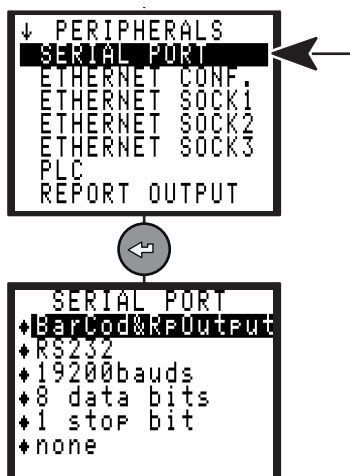 ↓ PERIPHERALS
SERIAL PORT
ETHERNET CONF.
ETHERNET SOCK1
ETHERNET SOCK2
ETHERNET SOCK3
PLC
REPORT OUTPUT
SERIAL PORT
♦BarCod&RpOutput
♦RS232
♦19200bauds
♦8 data bits
♦1 stop bit
♦none